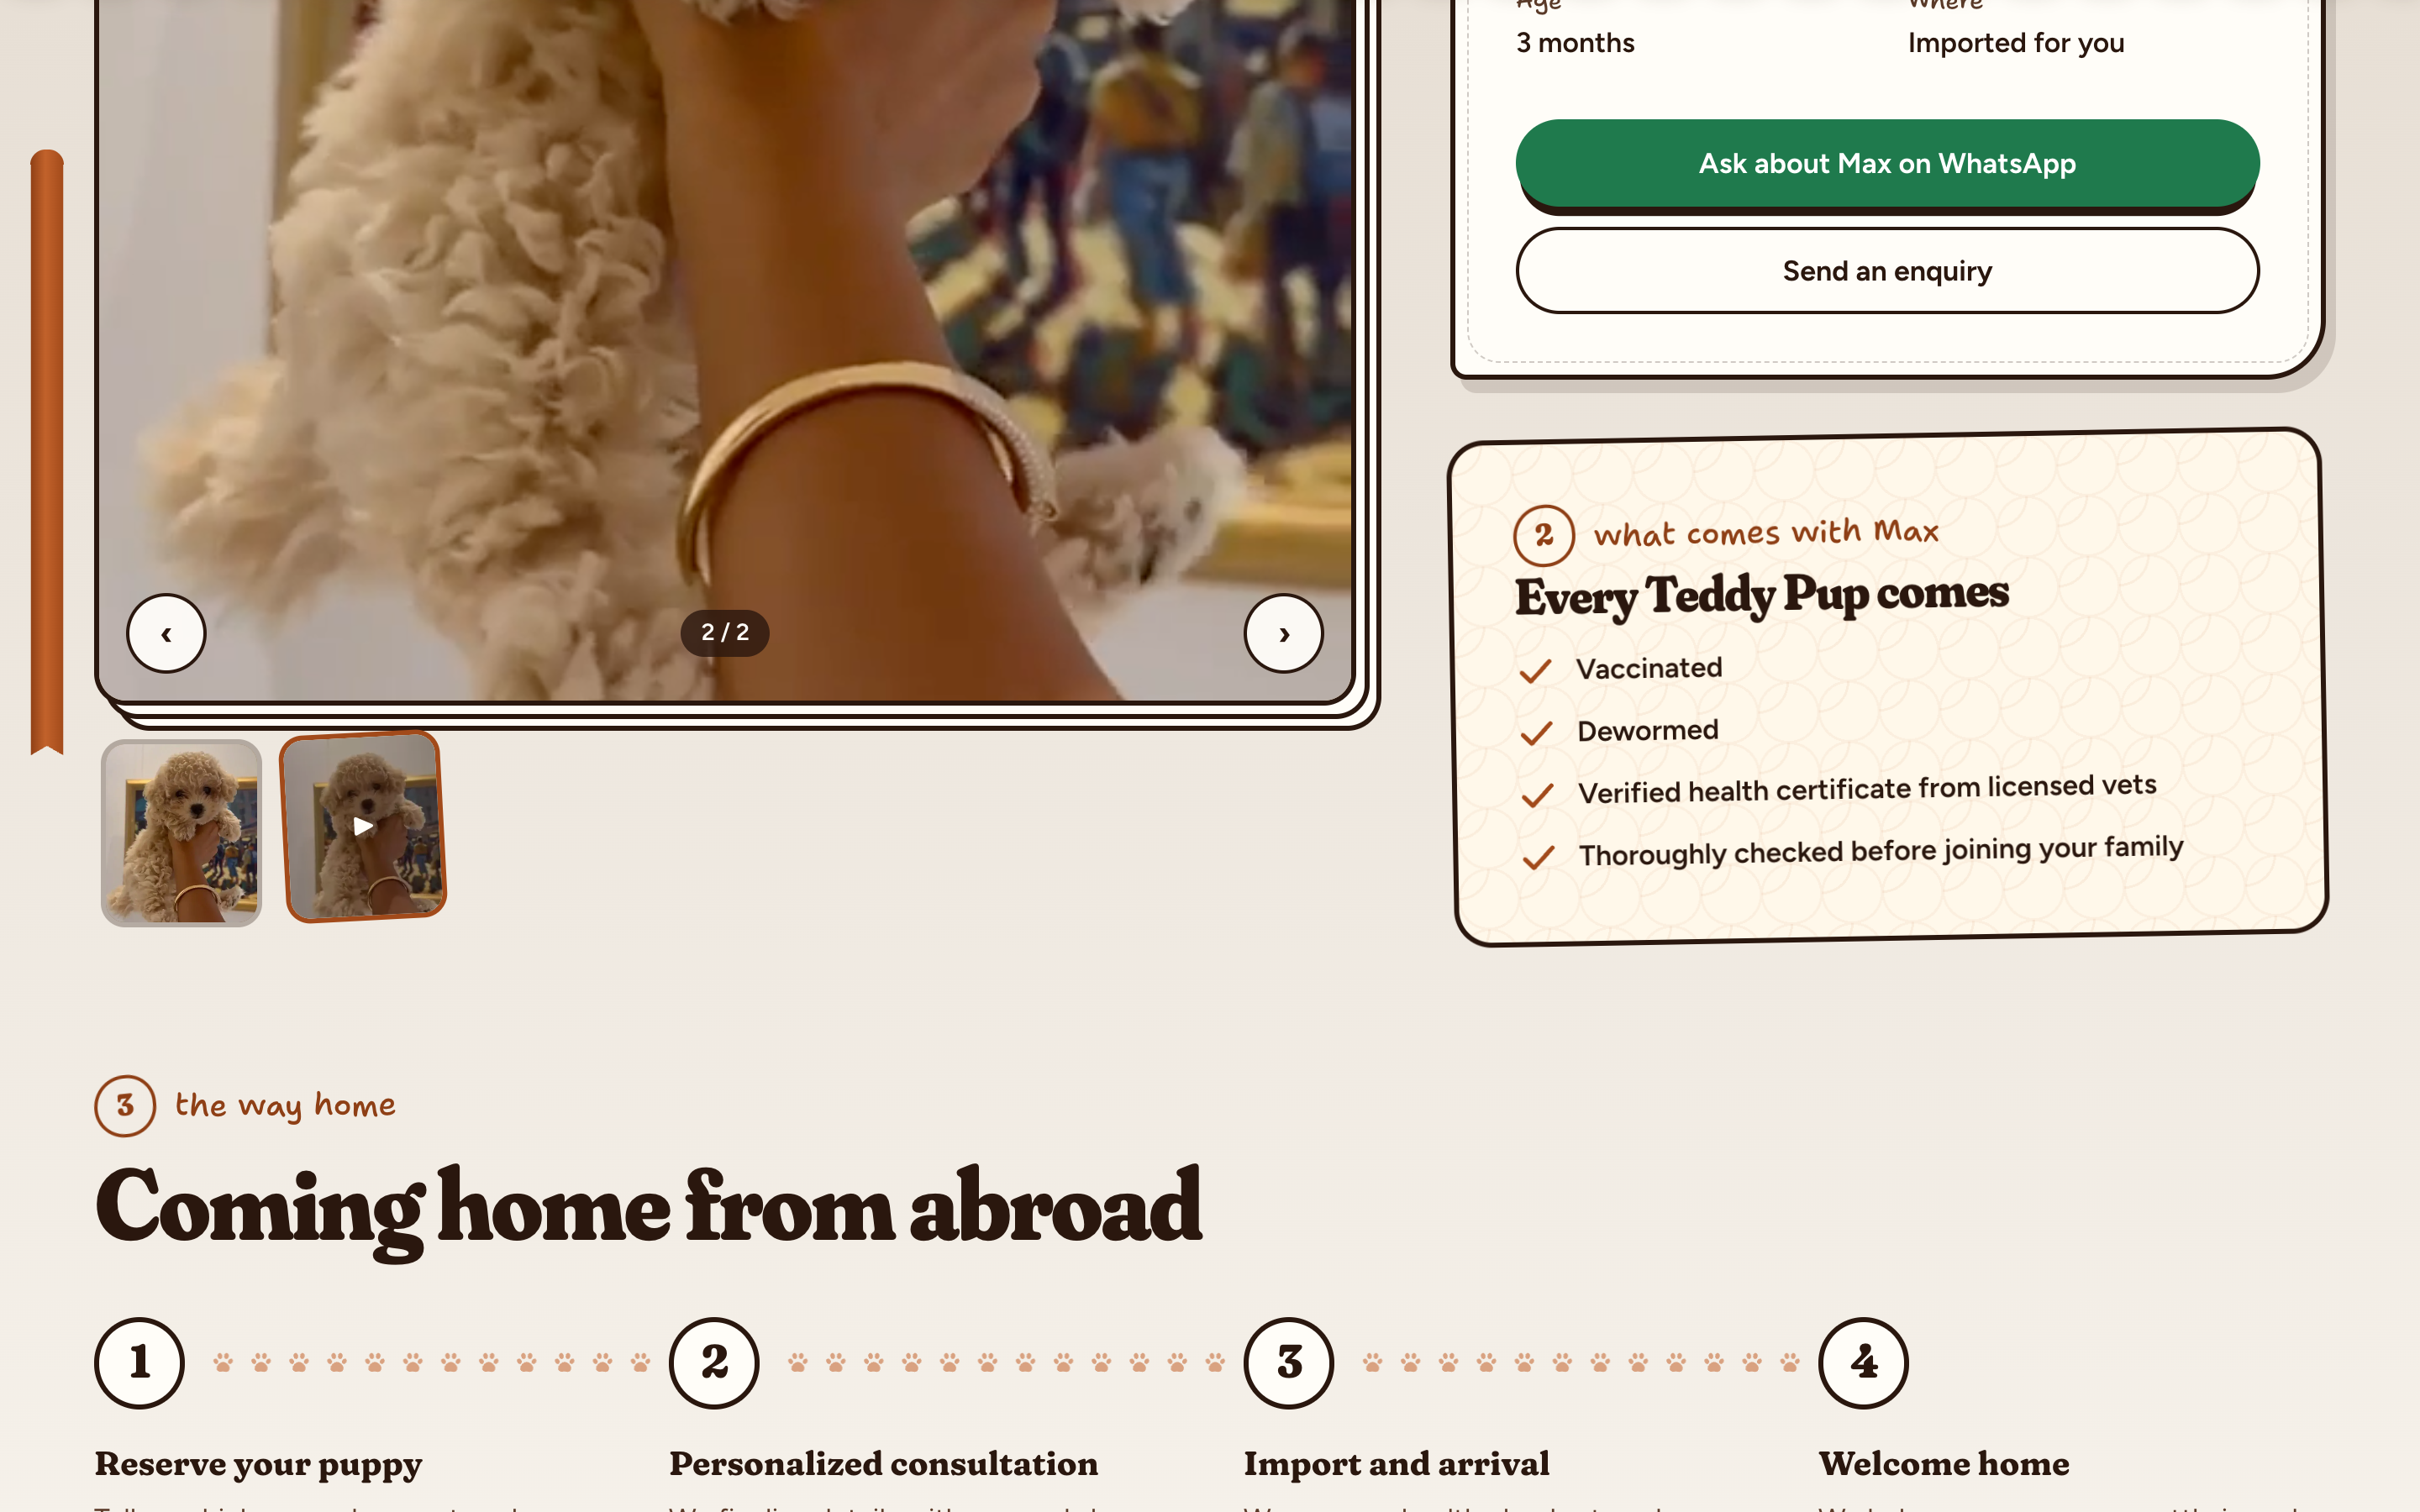 Age
Where
3 months
Imported for you
Ask about Max on WhatsApp
Send an enquiry
‹
2 / 2
›
2 what comes with Max
Every Teddy Pup comes
Vaccinated
Dewormed
Verified health certificate from licensed vets
Thoroughly checked before joining your family
3 the way home
Coming home from abroad
1
2
3
4
Reserve your puppy
Personalized consultation
Import and arrival
Welcome home